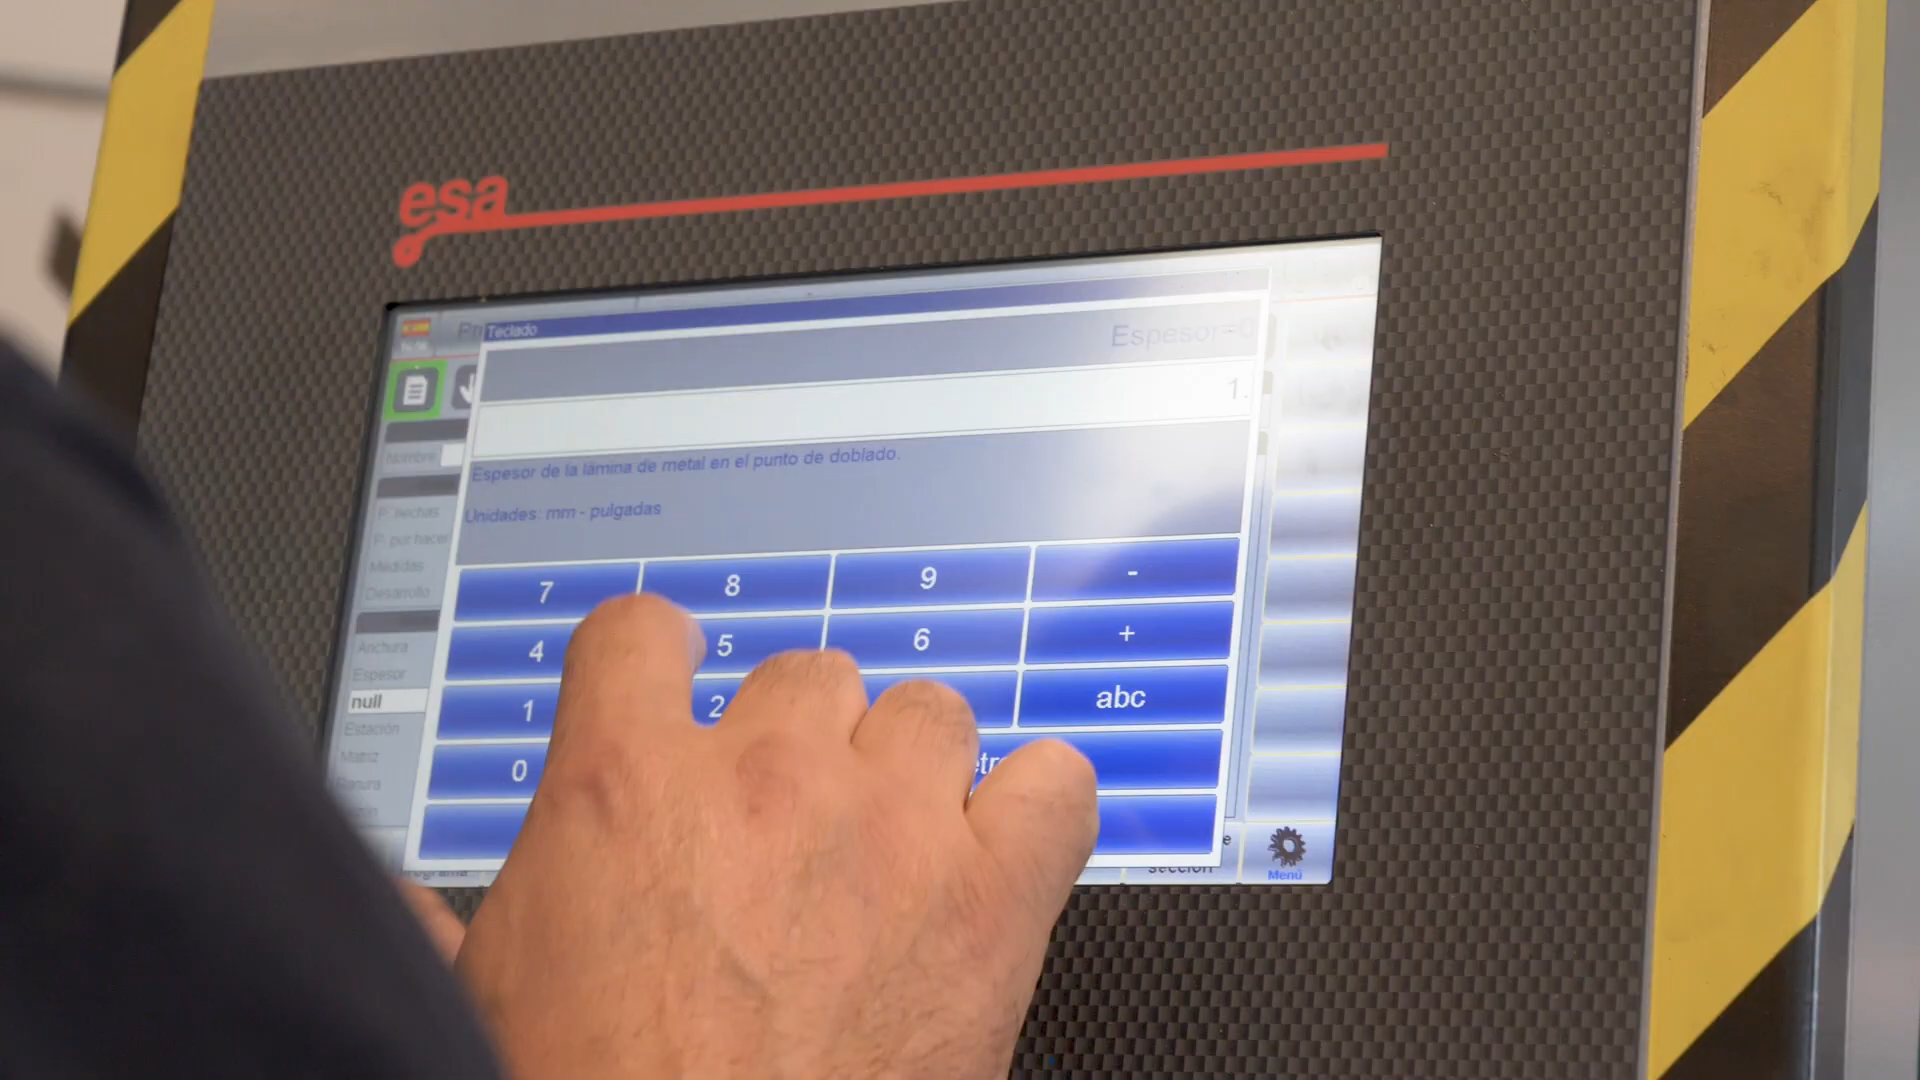 esa
Teclado
Espesor=0
1.
Espesor de la lámina de metal en el punto de doblado.
Unidades: mm - pulgadas
Nombre
P. hechas
P. por hacer
Medidas
Desarrollo
Anchura
Espesor
null
Estación
Matriz
Ranura
7 8 9 -
4 5 6 +
1 2 abc
0
sección
Menú